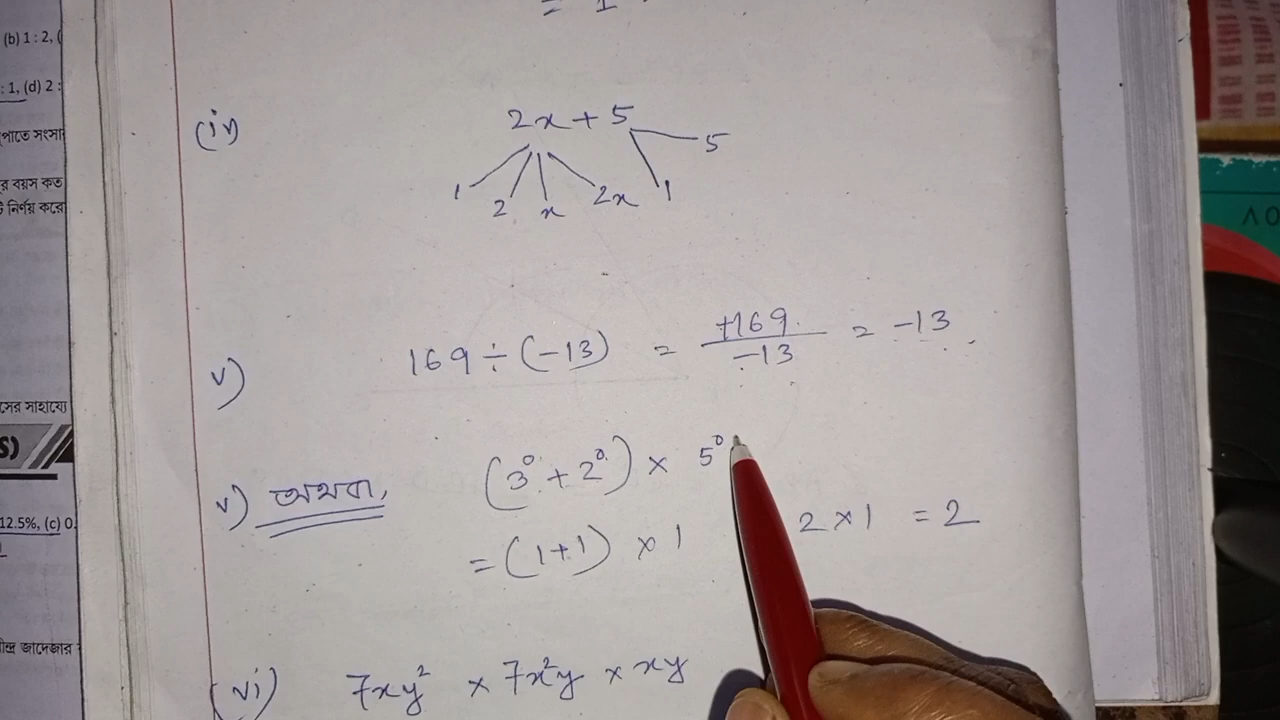 = 1
(b) 1 : 2, (
: 1, (d) 2 :
(iv) 2x + 5
1 2 x 2x 1 5
v) 169 ÷ (-13) = +169/-13 = -13
v) অথবা, (3⁰ + 2⁰) × 5⁰
= (1+1) × 1 2 × 1 = 2
(vi) 7xy² × 7x²y × xy
র বয়স কত
নির্ণয় করো
সের সাহায্যে
S)
12.5%, (c) 0.
জাদেজার